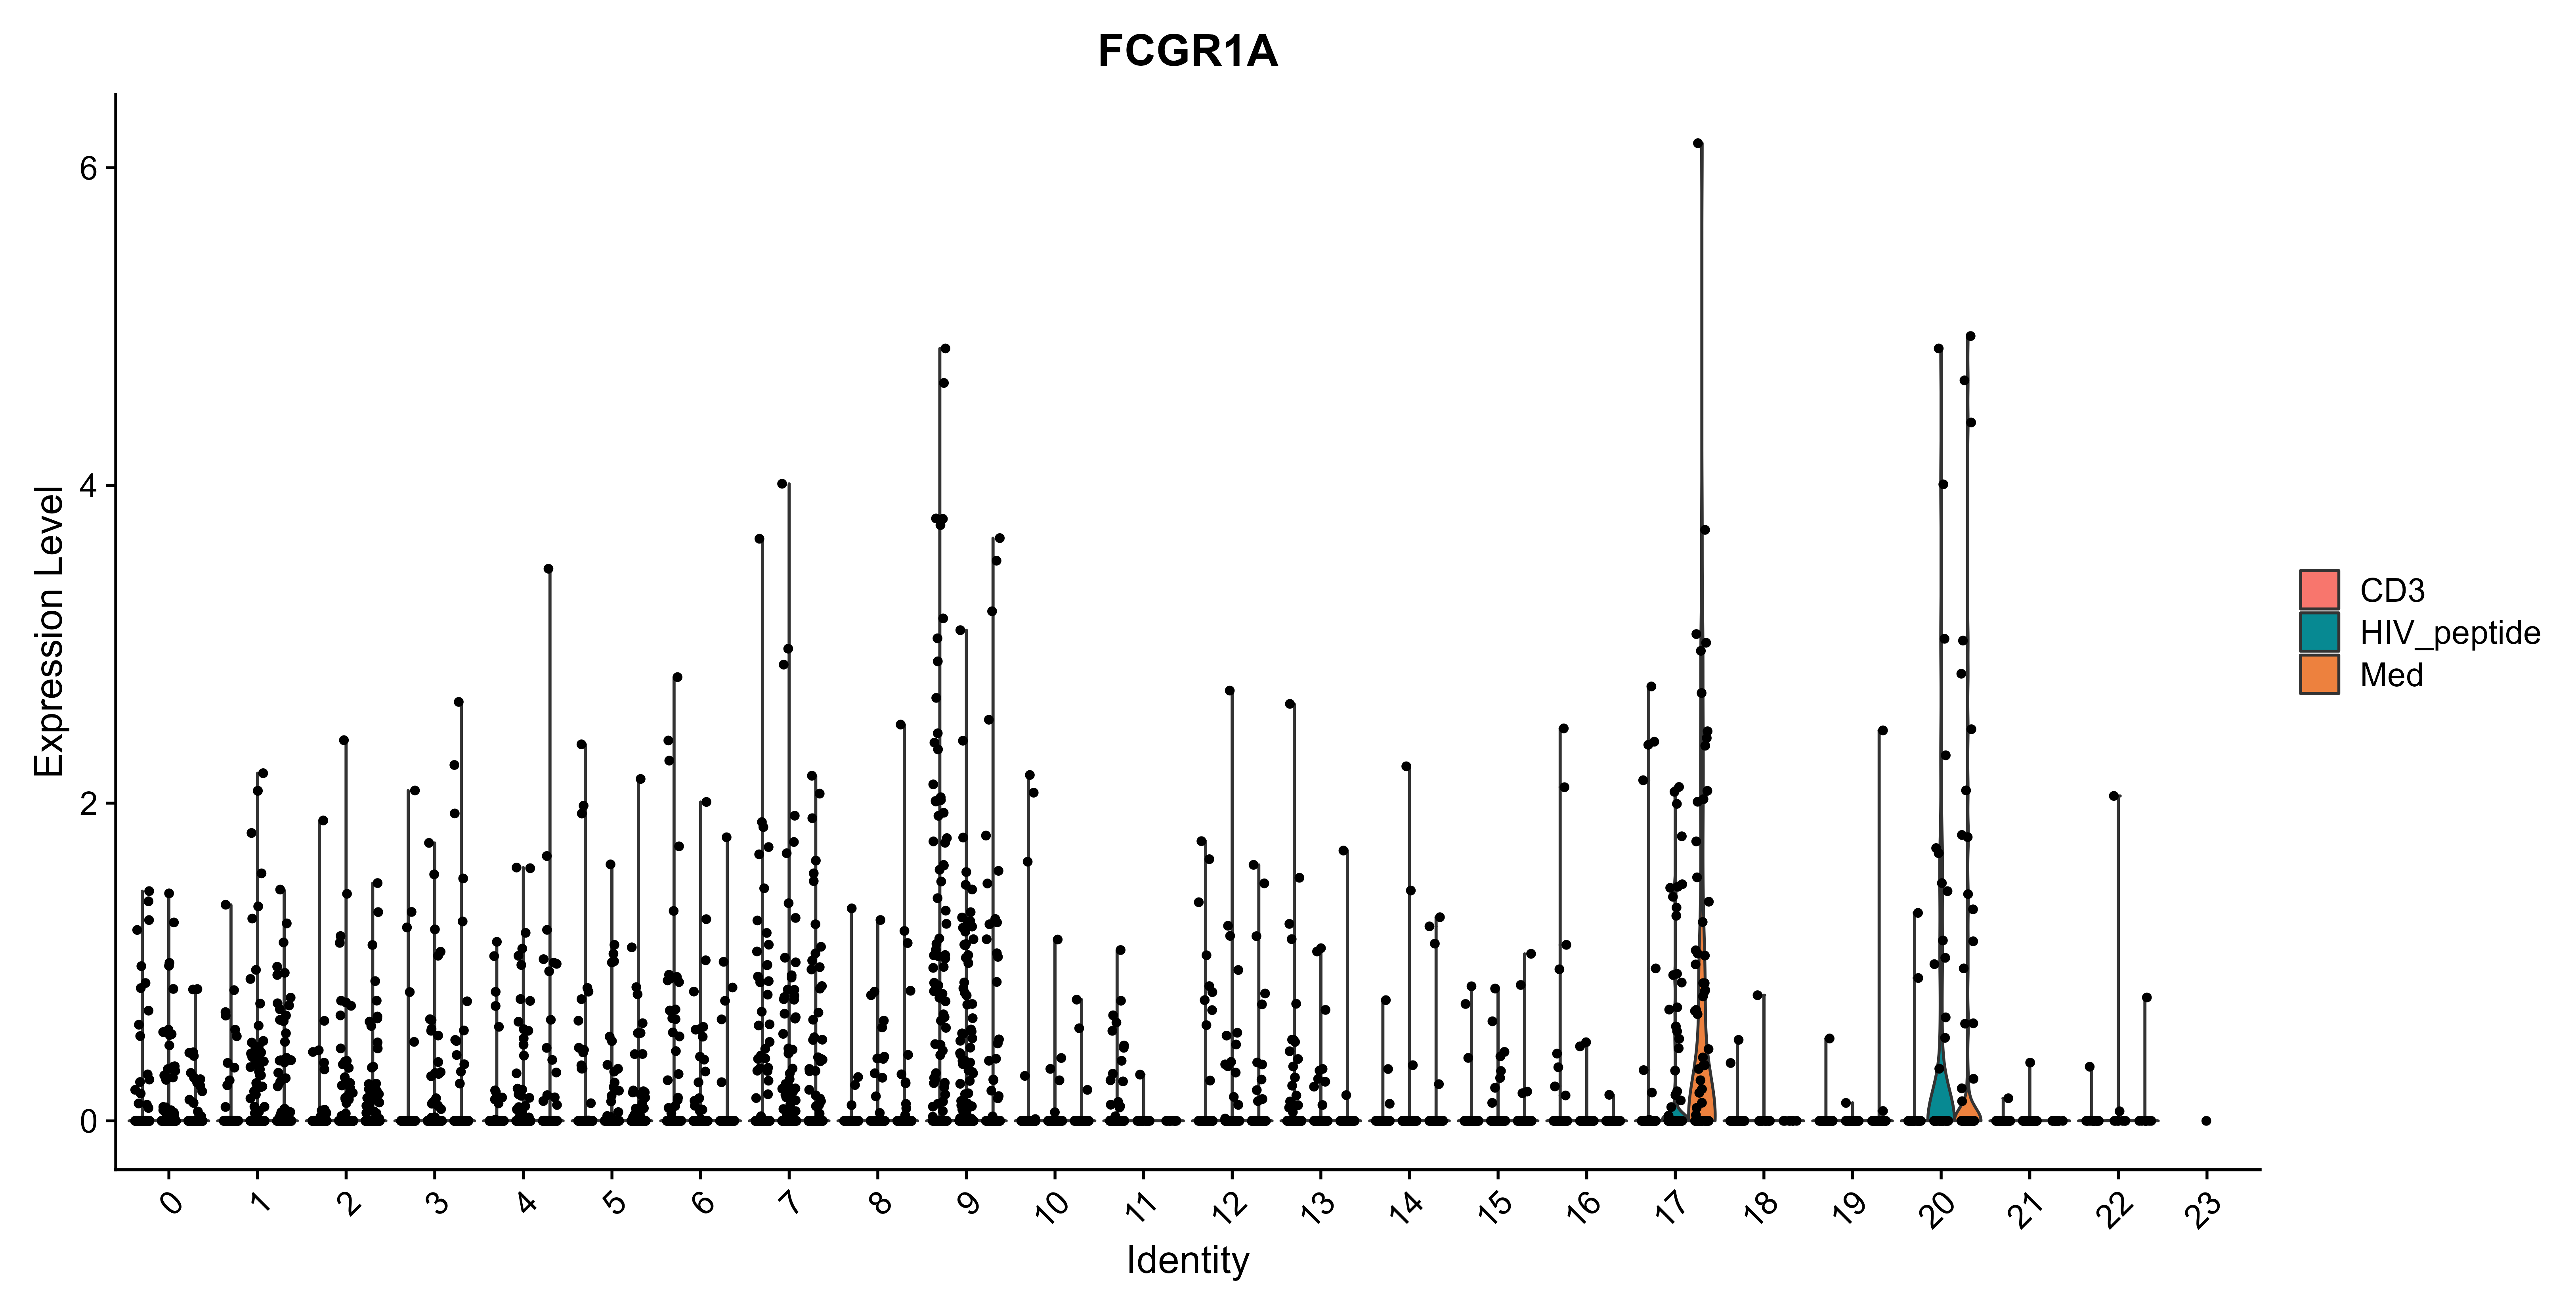 FCGR1A
Expression Level
6
4
2
0
0 1 2 3 4 5 6 7 8 9 10 11 12 13 14 15 16 17 18 19 20 21 22 23
Identity
CD3
HIV_peptide
Med